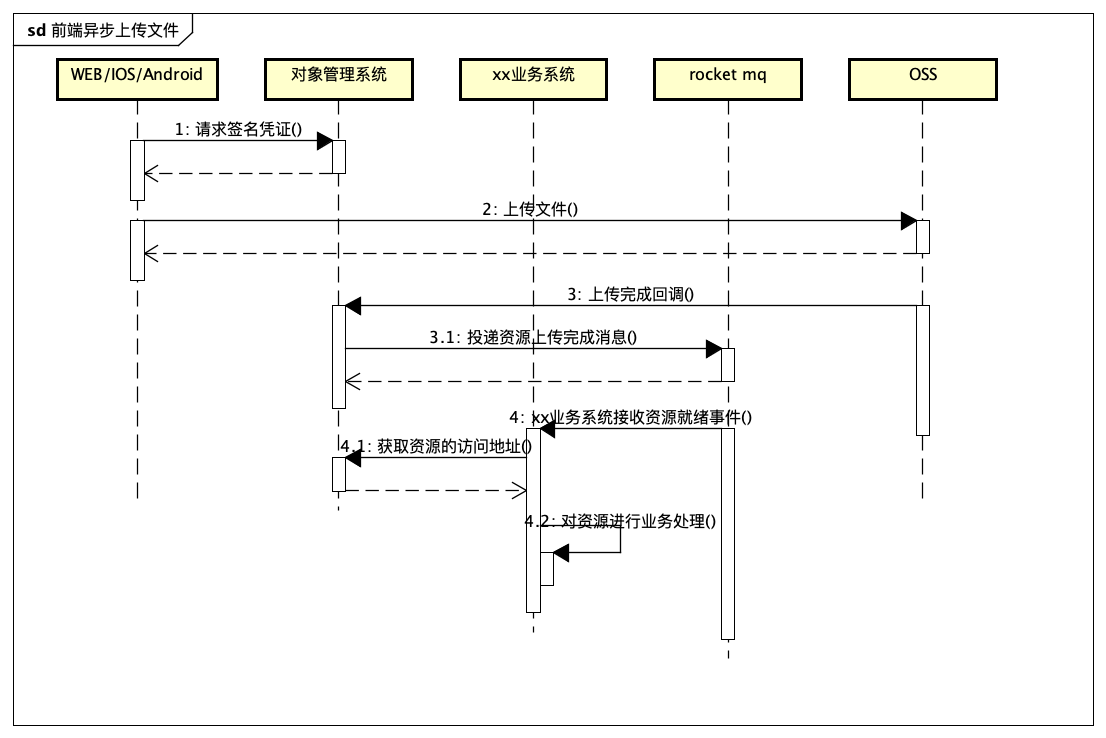 sd 前端异步上传文件
WEB/IOS/Android
对象管理系统
xx业务系统
rocket mq
OSS
1: 请求签名凭证()
2: 上传文件()
3: 上传完成回调()
3.1: 投递资源上传完成消息()
4: xx业务系统接收资源就绪事件()
4.1: 获取资源的访问地址()
4.2: 对资源进行业务处理()